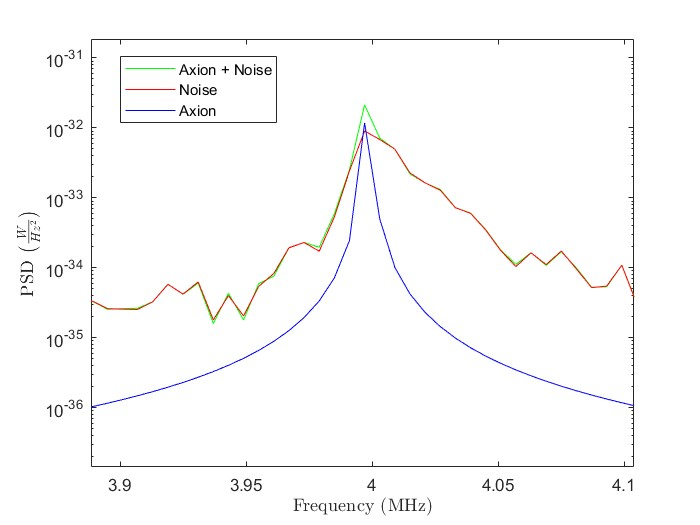 10^-31
10^-32
10^-33
10^-34
10^-35
10^-36
PSD (W/Hz^2)
Axion + Noise
Noise
Axion
3.9 3.95 4 4.05 4.1
Frequency (MHz)